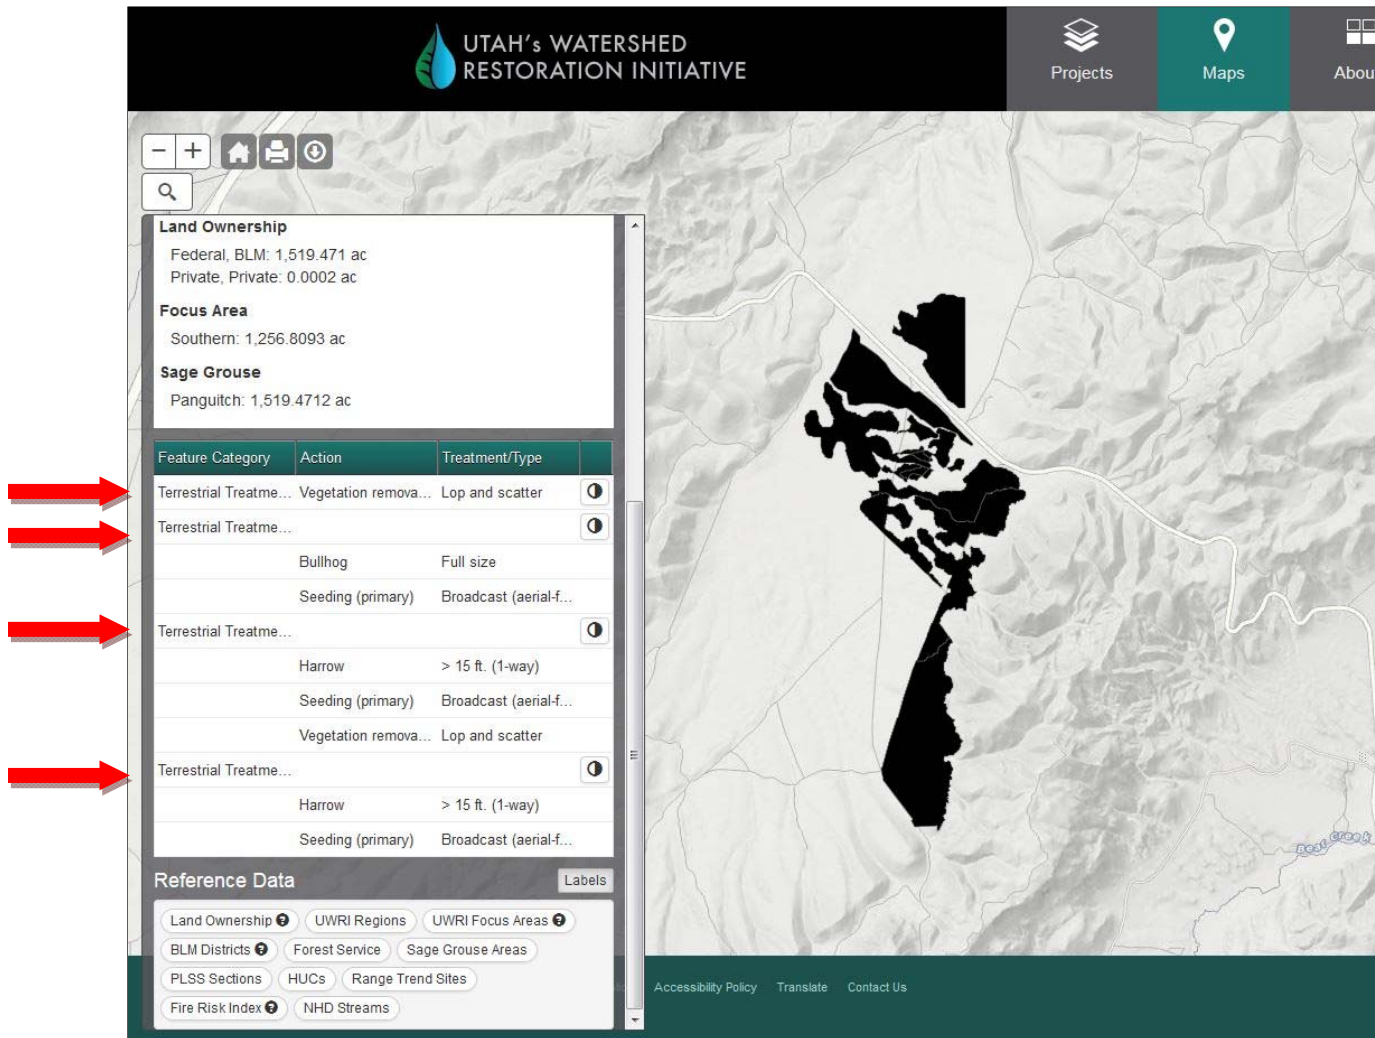 UTAH's WATERSHED
RESTORATION INITIATIVE
Projects
Maps
Abou
Land Ownership
Federal, BLM: 1,519.471 ac
Private, Private: 0.0002 ac
Focus Area
Southern: 1,256.8093 ac
Sage Grouse
Panguitch: 1,519.4712 ac
Feature Category Action Treatment/Type
Terrestrial Treatme... Vegetation remova... Lop and scatter
Terrestrial Treatme...
Bullhog Full size
Seeding (primary) Broadcast (aerial-f...
Terrestrial Treatme...
Harrow > 15 ft. (1-way)
Seeding (primary) Broadcast (aerial-f...
Vegetation remova... Lop and scatter
Terrestrial Treatme...
Harrow > 15 ft. (1-way)
Seeding (primary) Broadcast (aerial-f...
Bear Creek
Reference Data Labels
Land Ownership UWRI Regions UWRI Focus Areas
BLM Districts Forest Service Sage Grouse Areas
PLSS Sections HUCs Range Trend Sites
Fire Risk Index NHD Streams
Accessibility Policy Translate Contact Us